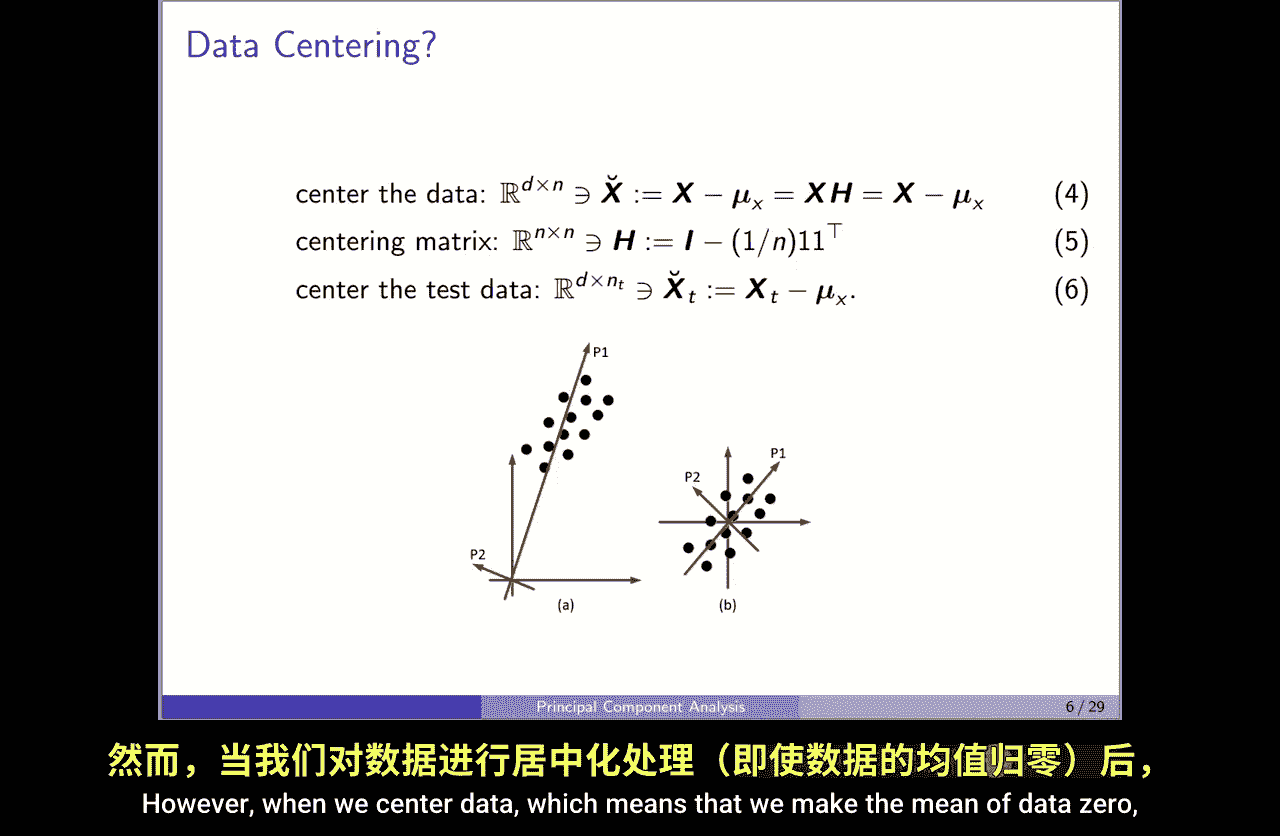 Data Centering?
center the data: ℝ^{d×n} ∋ X̆ := X − μ_x = XH = X − μ_x (4)
centering matrix: ℝ^{n×n} ∋ H := I − (1/n)11^⊤ (5)
center the test data: ℝ^{d×n_t} ∋ X̆_t := X_t − μ_x. (6)
P1
P2
(a)
P1
P2
(b)
Principal Component Analysis 6 / 29
然而，当我们对数据进行居中化处理（即使数据的均值归零）后，
However, when we center data, which means that we make the mean of data zero,